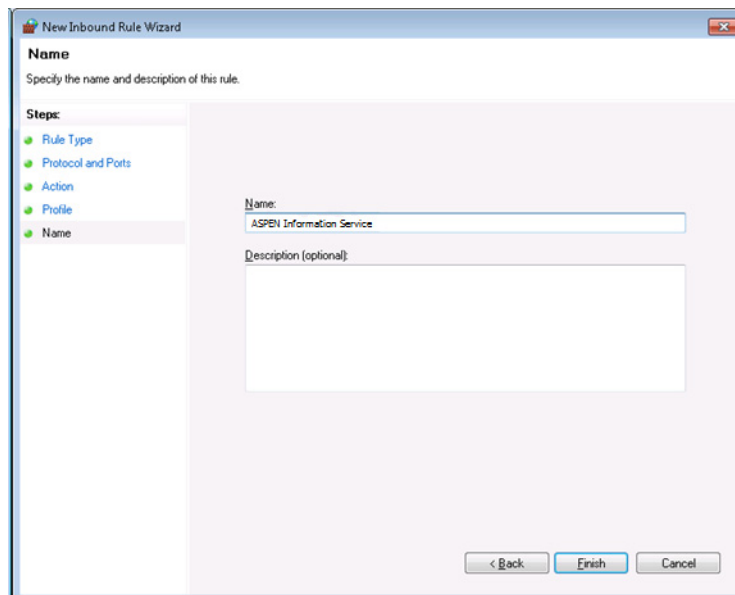 New Inbound Rule Wizard
Name
Specify the name and description of this rule.
Steps:
Rule Type
Protocol and Ports
Action
Profile
Name
Name:
ASPEN Information Service
Description (optional):
< Back
Finish
Cancel